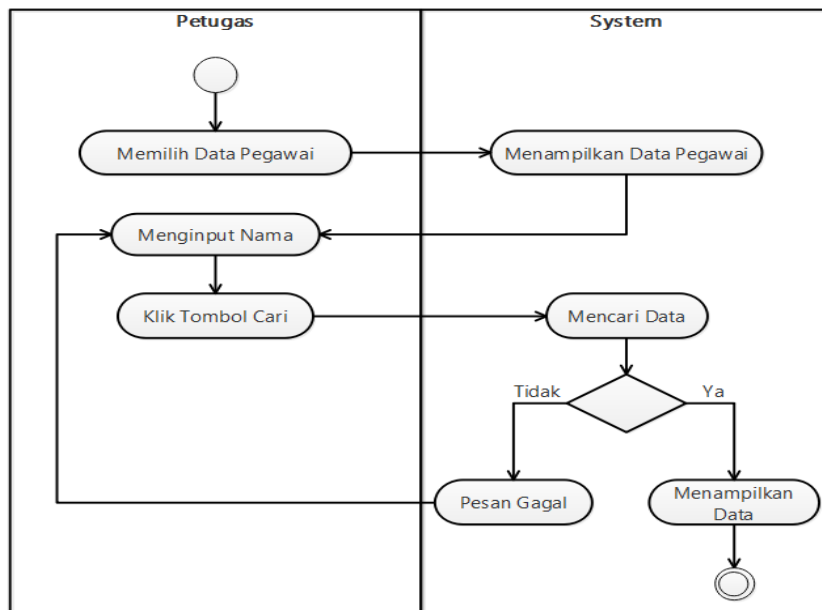 Petugas
System
Memilih Data Pegawai
Menampilkan Data Pegawai
Menginput Nama
Klik Tombol Cari
Mencari Data
Tidak
Ya
Pesan Gagal
Menampilkan
Data